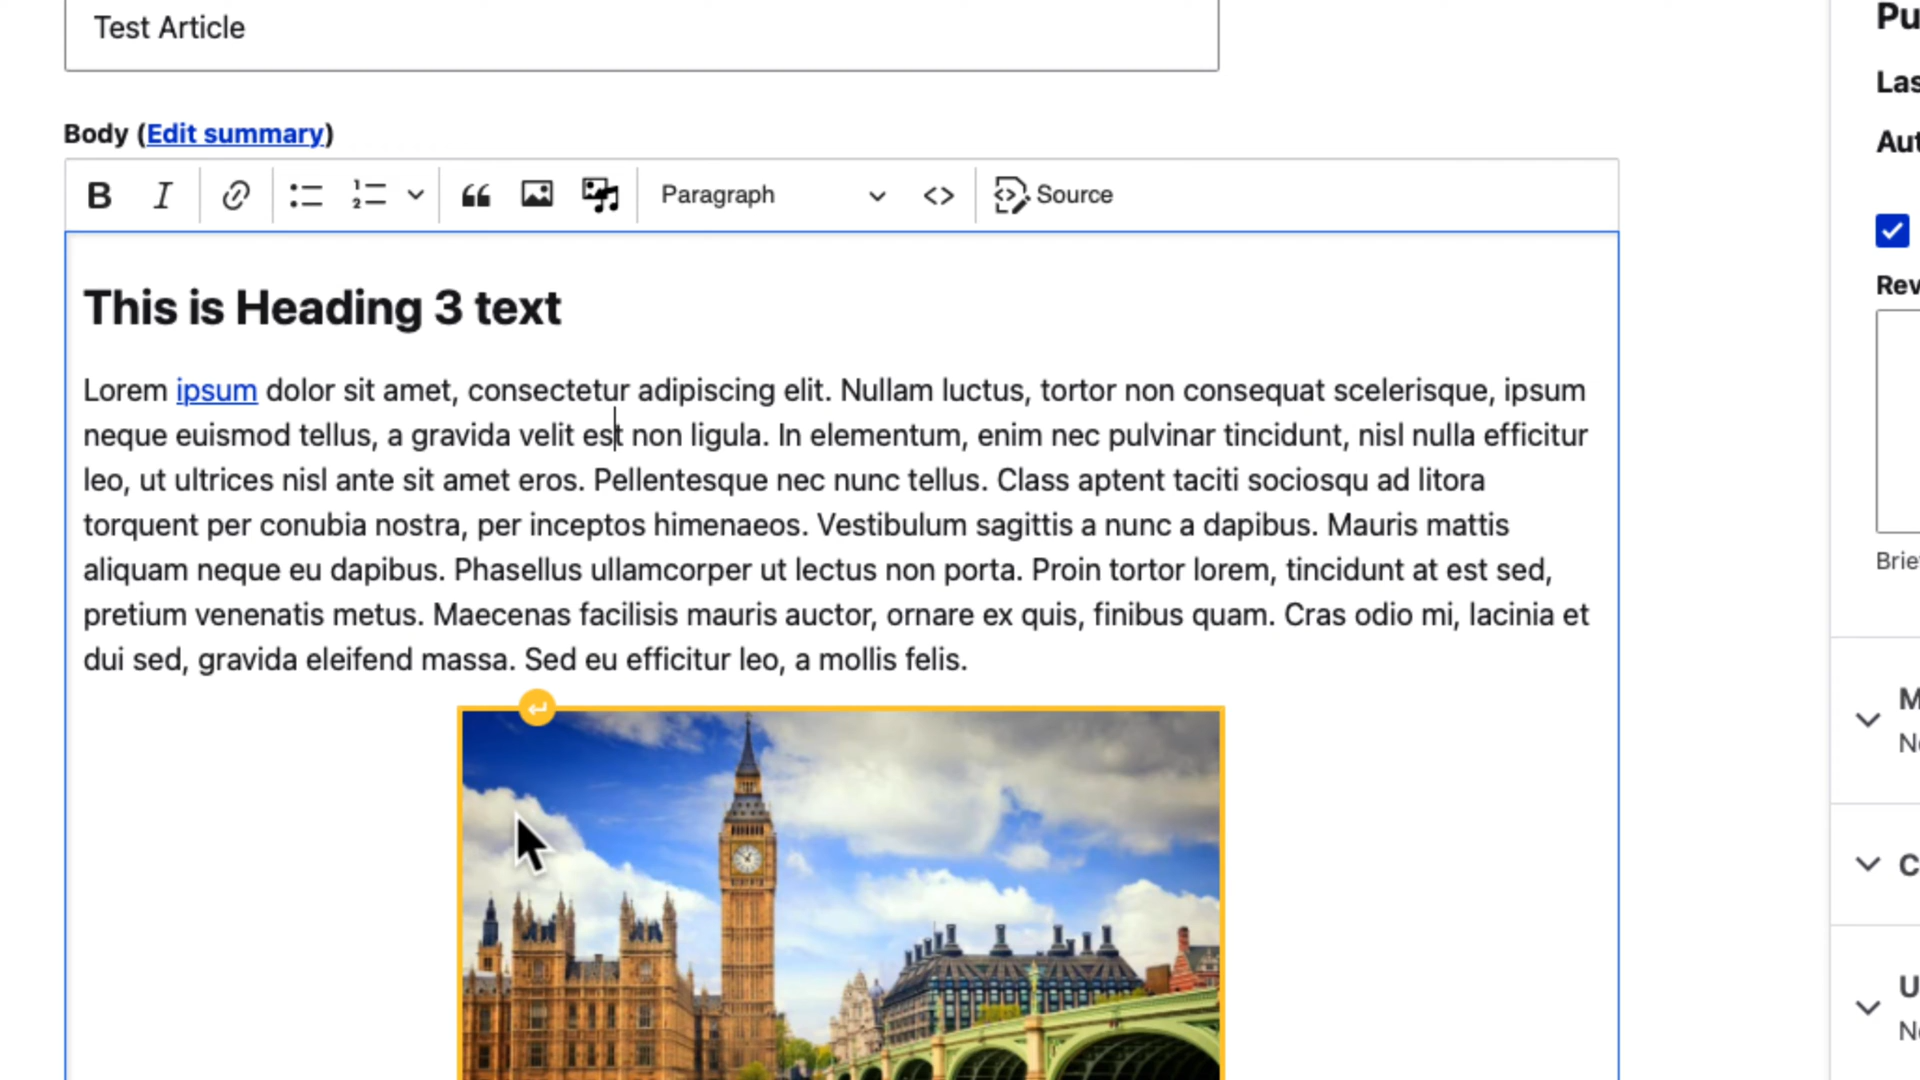 Test Article
Pu
Las
Body (Edit summary)
Aut
B I Paragraph <> Source
Rev
This is Heading 3 text
Lorem ipsum dolor sit amet, consectetur adipiscing elit. Nullam luctus, tortor non consequat scelerisque, ipsum
neque euismod tellus, a gravida velit est non ligula. In elementum, enim nec pulvinar tincidunt, nisl nulla efficitur
leo, ut ultrices nisl ante sit amet eros. Pellentesque nec nunc tellus. Class aptent taciti sociosqu ad litora
torquent per conubia nostra, per inceptos himenaeos. Vestibulum sagittis a nunc a dapibus. Mauris mattis
aliquam neque eu dapibus. Phasellus ullamcorper ut lectus non porta. Proin tortor lorem, tincidunt at est sed,
pretium venenatis metus. Maecenas facilisis mauris auctor, ornare ex quis, finibus quam. Cras odio mi, lacinia et
dui sed, gravida eleifend massa. Sed eu efficitur leo, a mollis felis.
Brie
M
No
C
U
No